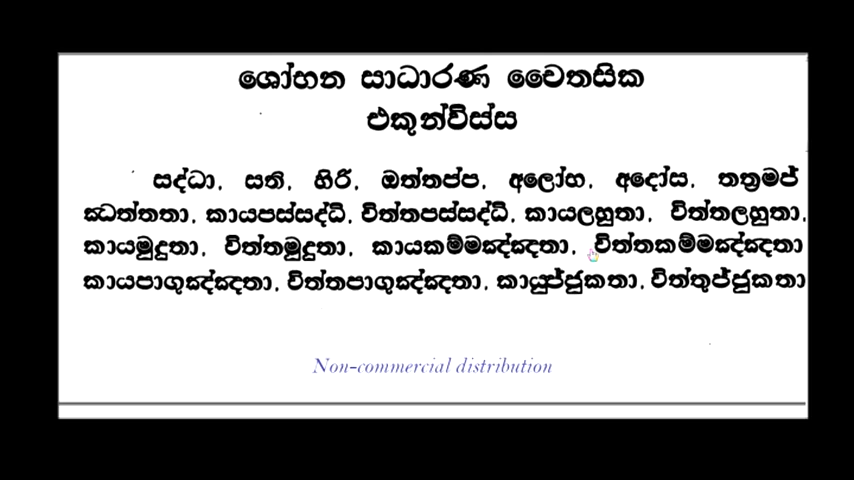 ශෝභන සාධාරණ චෛතසික
එකුන්විස්ස
සද්ධා, සති, හිරි, ඔත්තප්ප, අලෝභ, අදෝස, තත්‍රමජ්
ඣත්තතා, කායපස්සද්ධි, චිත්තපස්සද්ධි, කායලහුතා, චිත්තලහුතා,
කායමුදුතා, චිත්තමුදුතා, කායකම්මඤ්ඤතා, චිත්තකම්මඤ්ඤතා
කායපාගුඤ්ඤතා, චිත්තපාගුඤ්ඤතා, කායුජ්ජුකතා, චිත්තුජ්ජුකතා
Non-commercial distribution